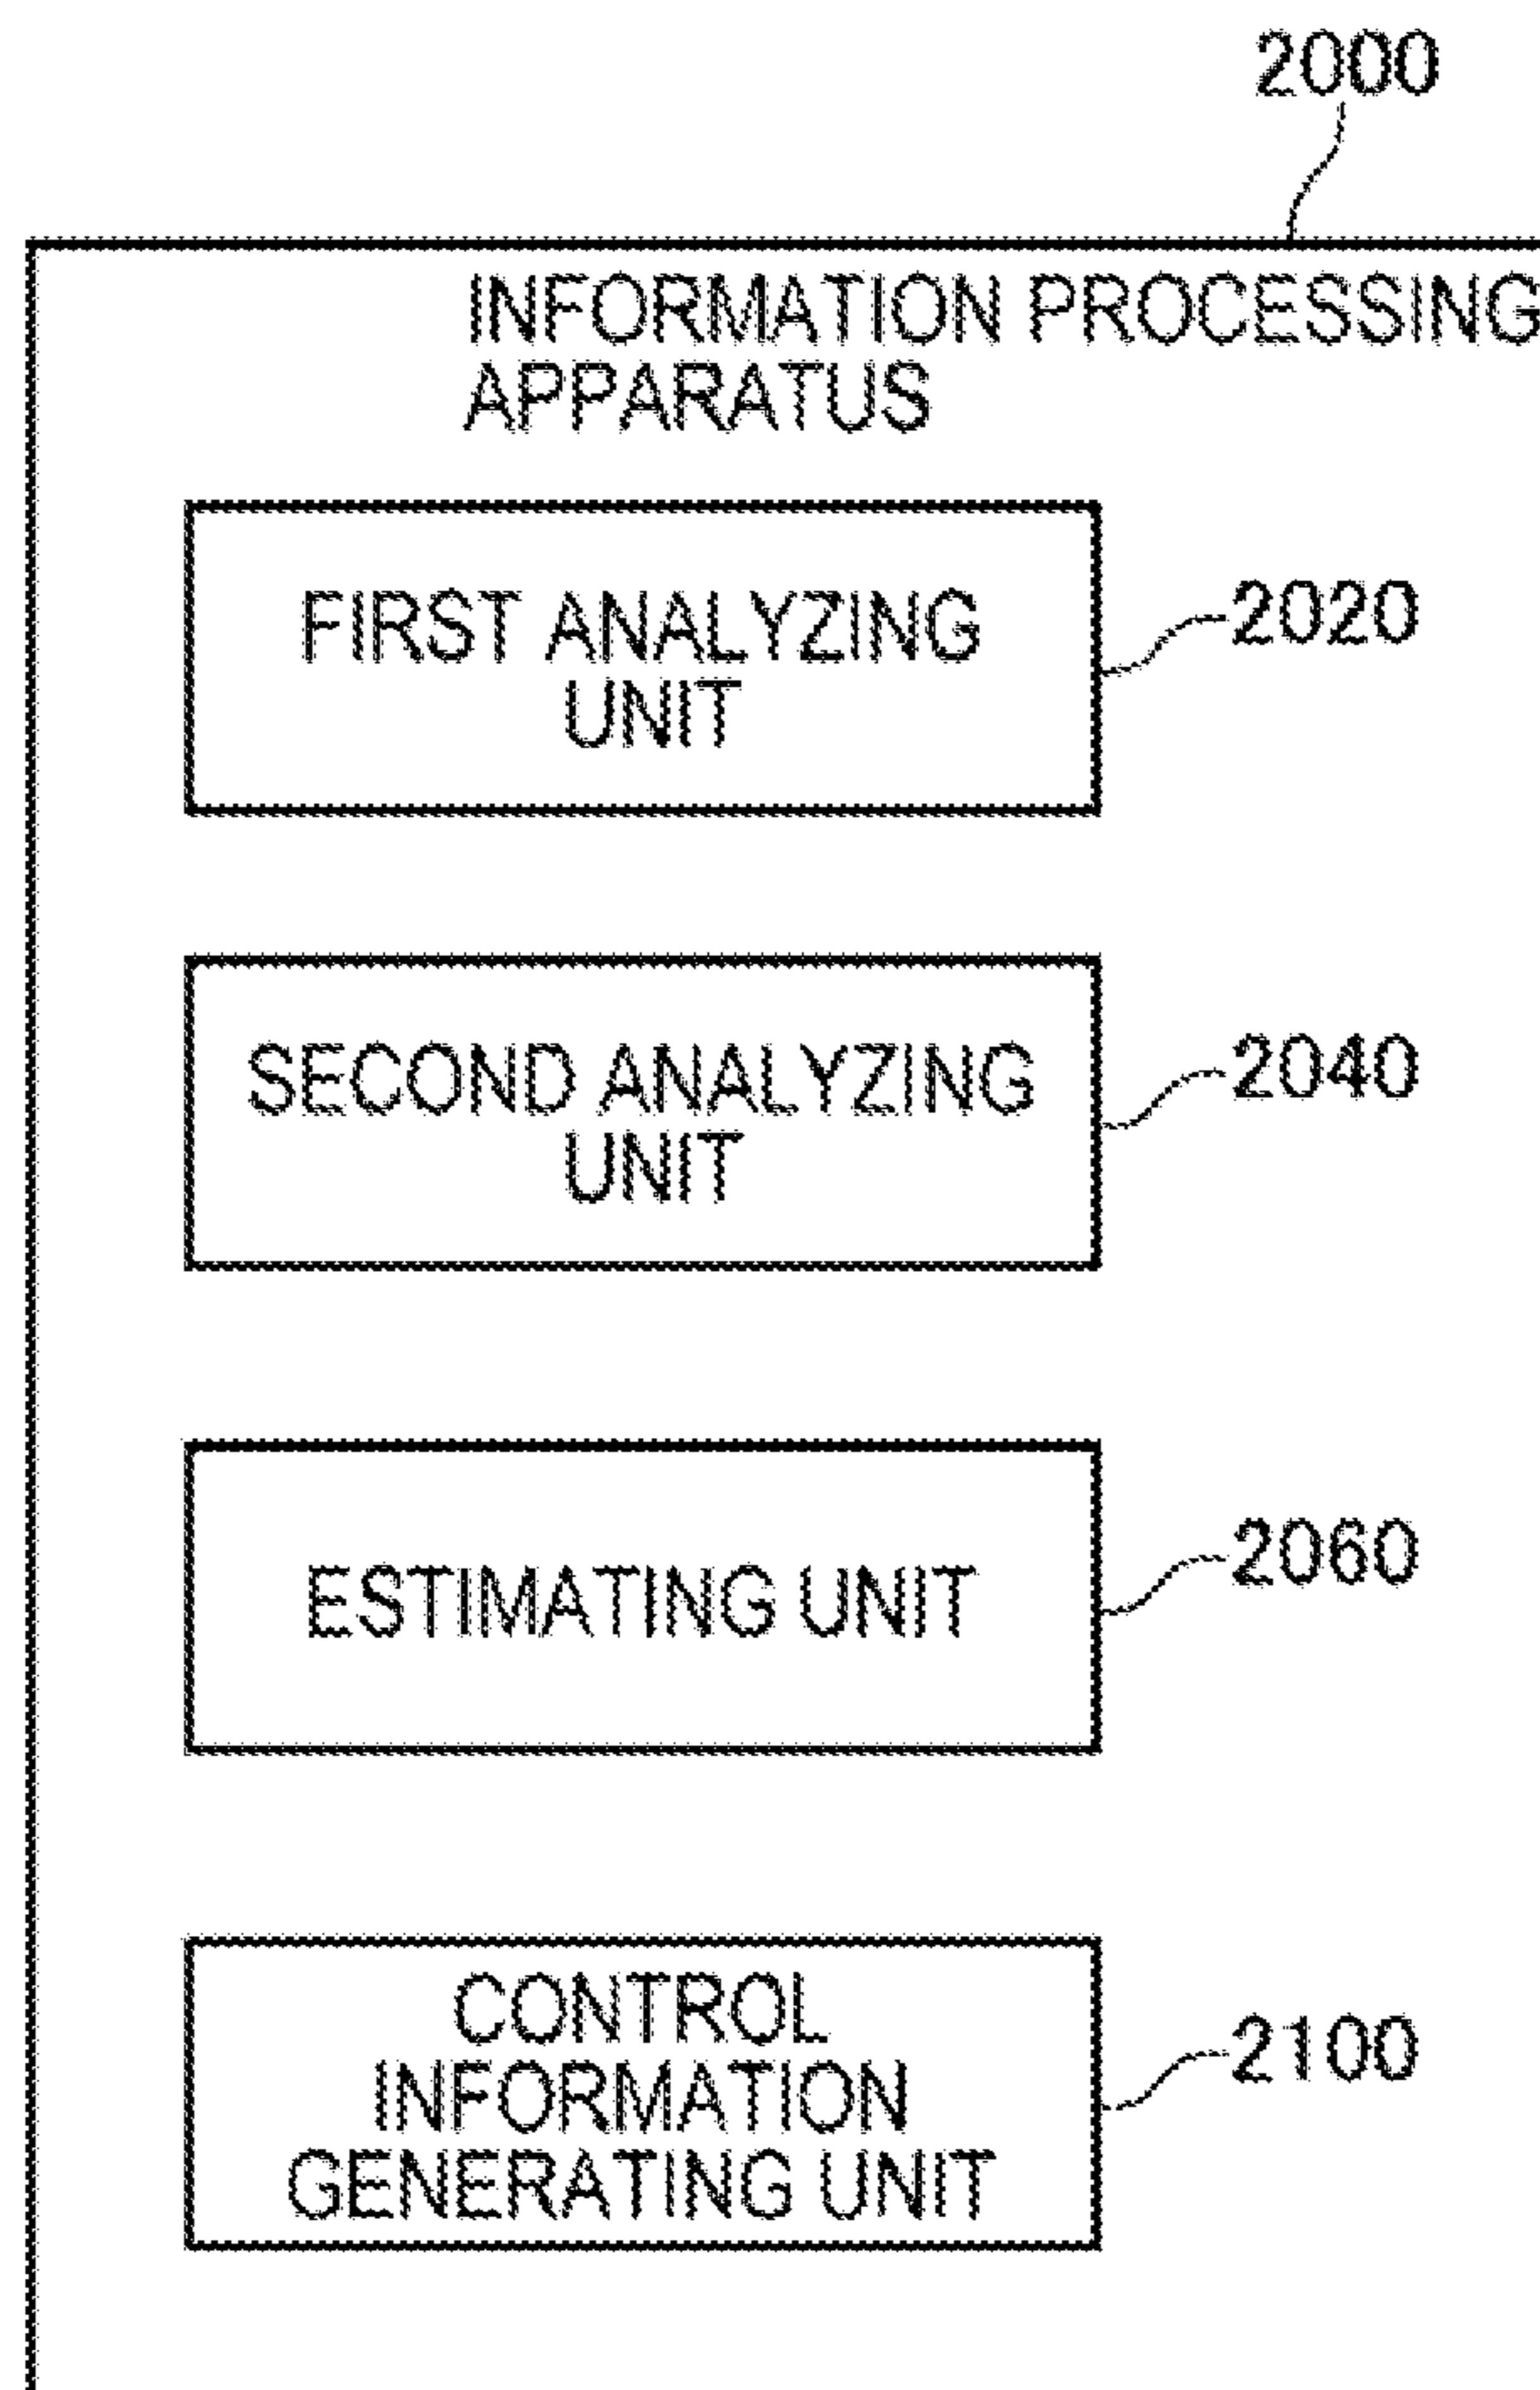 2000
INFORMATION PROCESSING
APPARATUS
FIRST ANALYZING
UNIT
2020
SECOND ANALYZING
UNIT
2040
ESTIMATING UNIT
2060
CONTROL
INFORMATION
GENERATING UNIT
2100